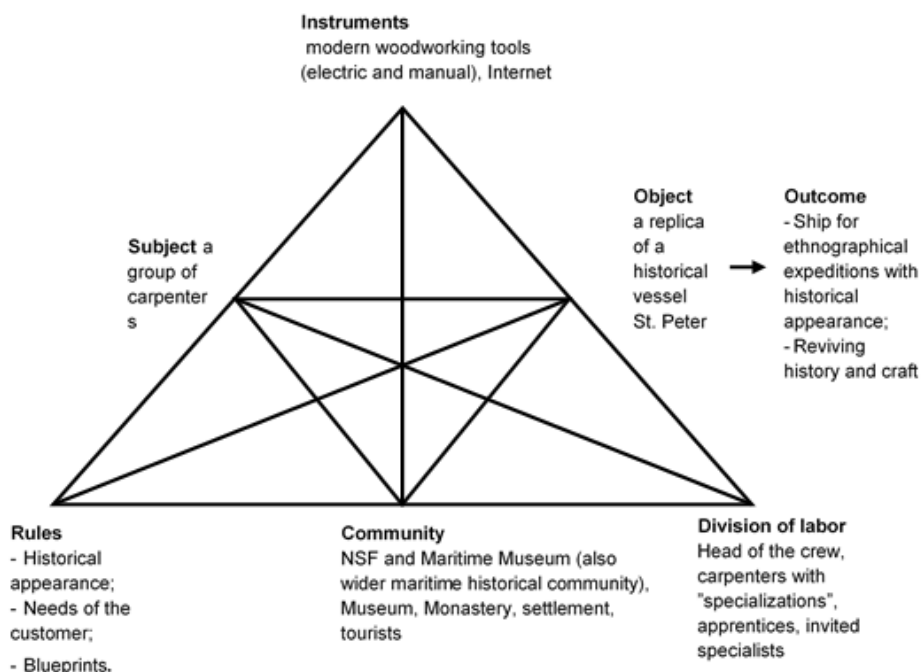 Instruments
modern woodworking tools
(electric and manual), Internet
Subject a
group of
carpenter
s
Object
a replica
of a
historical
vessel
St. Peter
Outcome
- Ship for
ethnographical
expeditions with
historical
appearance;
- Reviving
history and craft
Rules
- Historical
appearance;
- Needs of the
customer;
- Blueprints.
Community
NSF and Maritime Museum (also
wider maritime historical community),
Museum, Monastery, settlement,
tourists
Division of labor
Head of the crew,
carpenters with
"specializations",
apprentices, invited
specialists